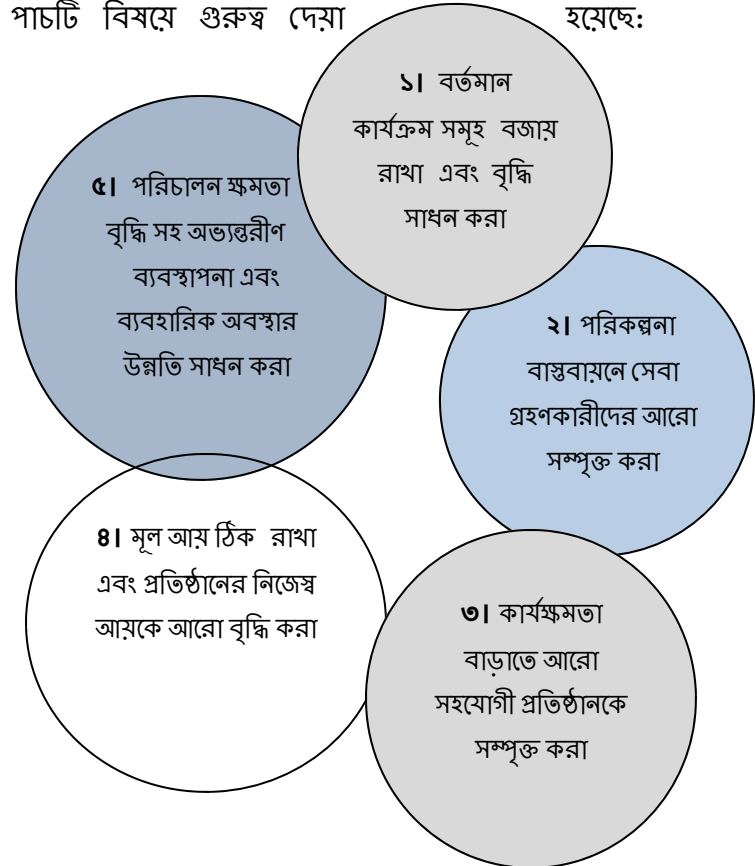 পাচটি বিষয়ে গুরুত্ব দেয়া হয়েছে:
১। বর্তমান
কার্যক্রম সমূহ বজায়
রাখা এবং বৃদ্ধি
সাধন করা
২। পরিকল্পনা
বাস্তবায়নে সেবা
গ্রহণকারীদের আরো
সম্পৃক্ত করা
৩। কার্যক্ষমতা
বাড়াতে আরো
সহযোগী প্রতিষ্ঠানকে
সম্পৃক্ত করা
৪। মূল আয় ঠিক রাখা
এবং প্রতিষ্ঠানের নিজেস্ব
আয়কে আরো বৃদ্ধি করা
৫। পরিচালন ক্ষমতা
বৃদ্ধি সহ অভ্যন্তরীণ
ব্যবস্থাপনা এবং
ব্যবহারিক অবস্থার
উন্নতি সাধন করা